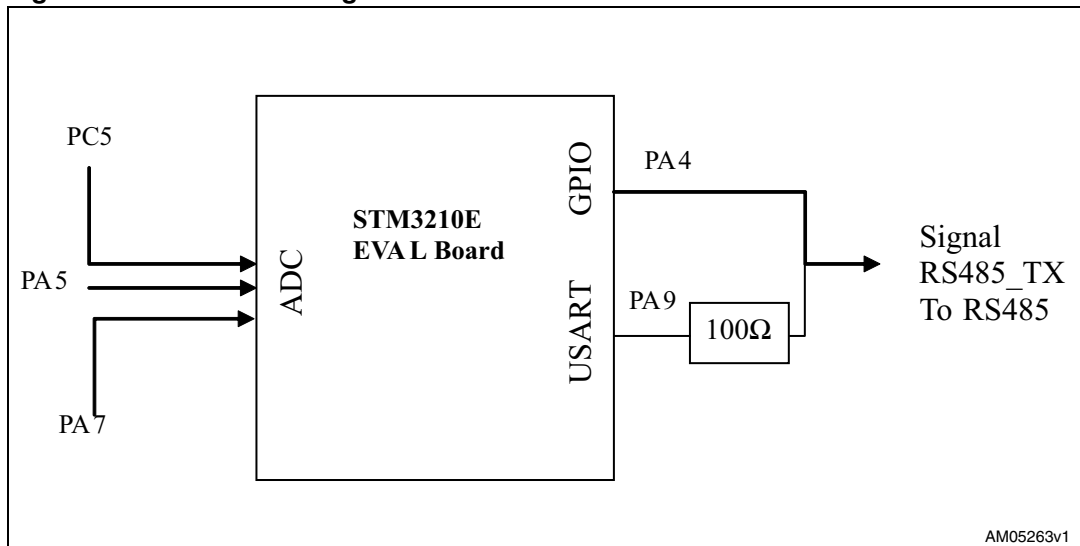 PC5
PA5
PA7
ADC
STM3210E
EVAL Board
GPIO
USART
PA4
PA9
100Ω
Signal
RS485_TX
To RS485
AM05263v1